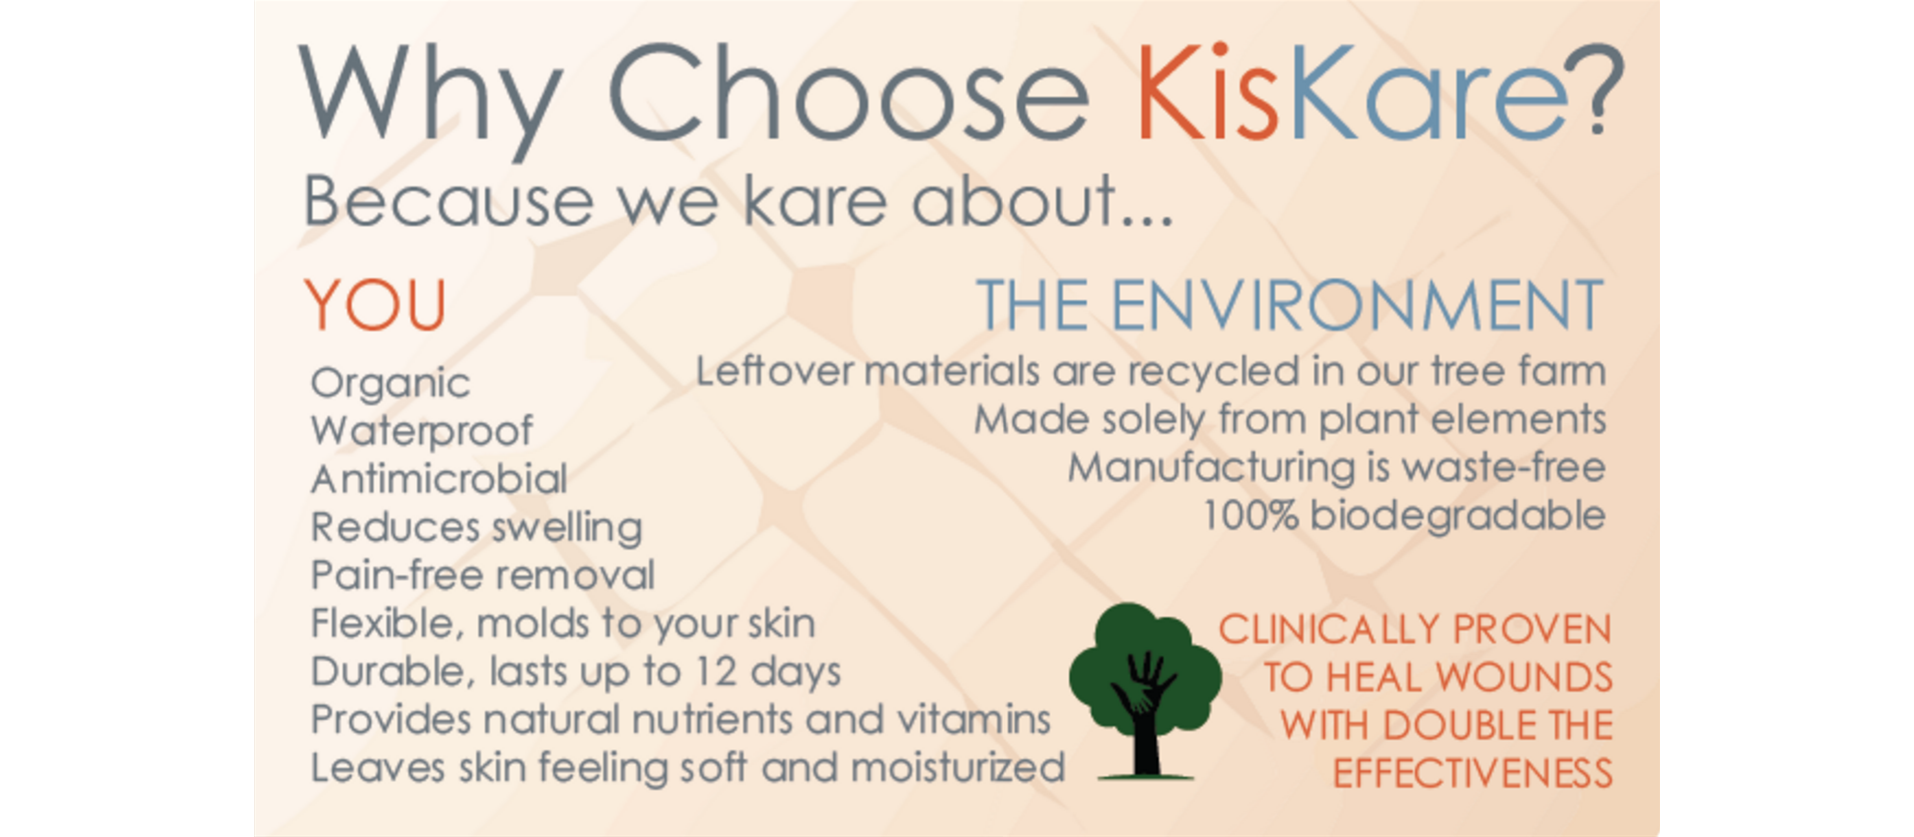 Why Choose KisKare?
Because we kare about...
YOU
Organic
Waterproof
Antimicrobial
Reduces swelling
Pain-free removal
Flexible, molds to your skin
Durable, lasts up to 12 days
Provides natural nutrients and vitamins
Leaves skin feeling soft and moisturized
THE ENVIRONMENT
Leftover materials are recycled in our tree farm
Made solely from plant elements
Manufacturing is waste-free
100% biodegradable
CLINICALLY PROVEN
TO HEAL WOUNDS
WITH DOUBLE THE
EFFECTIVENESS